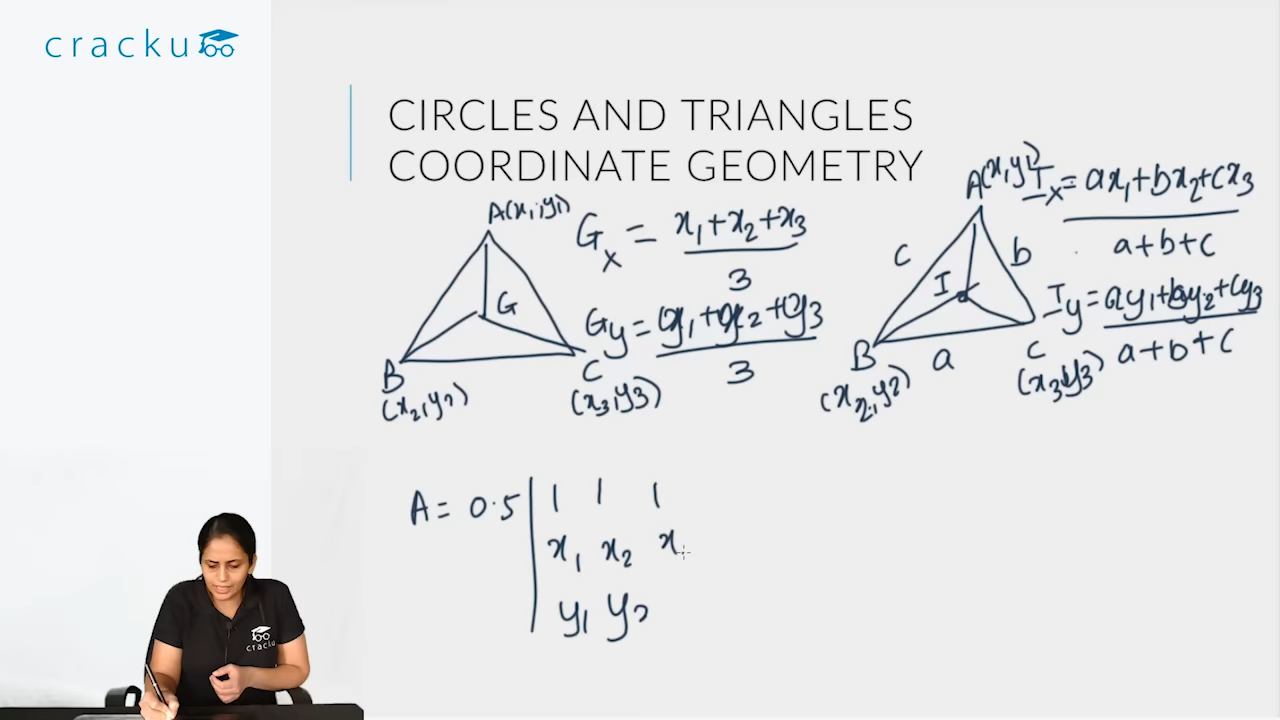 cracku
CIRCLES AND TRIANGLES
COORDINATE GEOMETRY
A(x₁,y₁)
G
B
(x₂,y₂)
C
(x₃,y₃)
Gₓ = x₁+x₂+x₃
3
Gy = y₁+y₂+y₃
3
A(x,y₁)
c
b
I
B
(x₂,y₂)
a
C
(x₃,y₃)
Iₓ = ax₁+bx₂+cx₃
a+b+c
Iy = ay₁+by₂+cy₃
a+b+c
A = 0.5 | 1 1 1
x₁ x₂ x
y₁ y₂
cracku